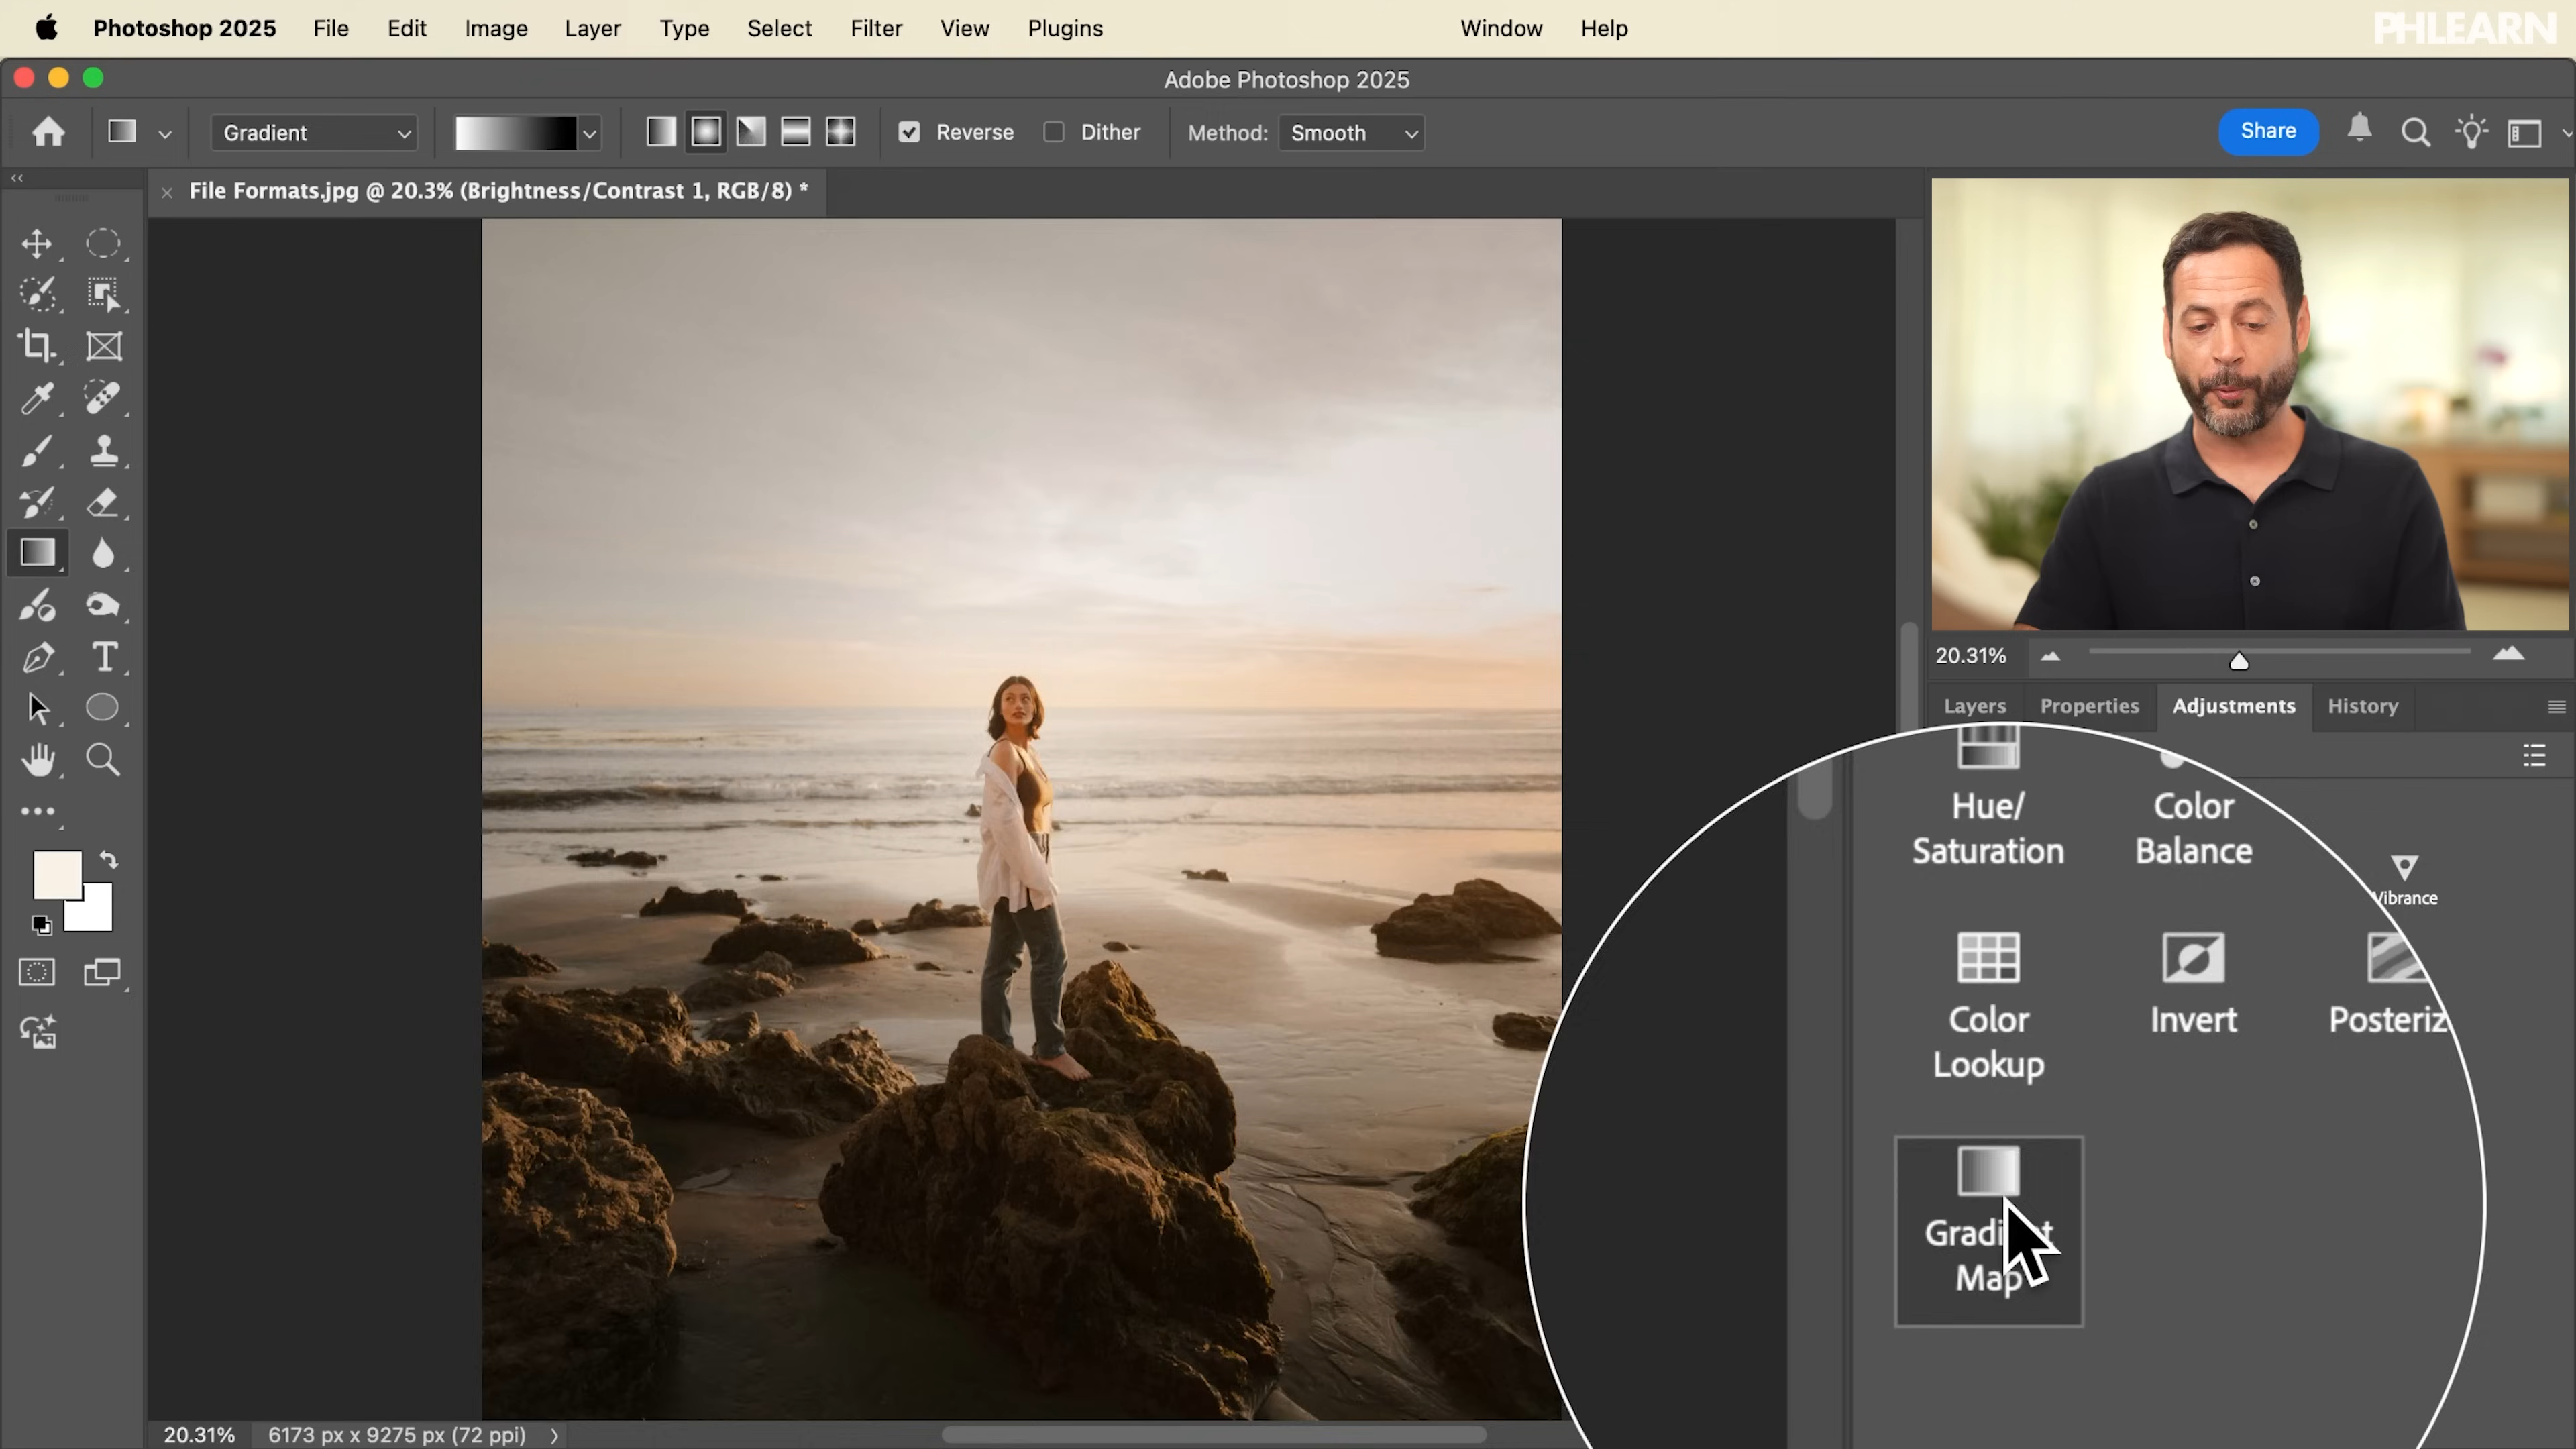 Photoshop 2025 File Edit Image Layer Type Select Filter View Plugins Window Help
PHLEARN
Adobe Photoshop 2025
Gradient Reverse Dither Method: Smooth Share
File Formats.jpg @ 20.3% (Brightness/Contrast 1, RGB/8) *
20.31%
Layers Properties Adjustments History
Hue/
Saturation
Color
Balance
Vibrance
Color
Lookup
Invert
Posteriz
Gradient
Map
20.31% 6173 px x 9275 px (72 ppi)